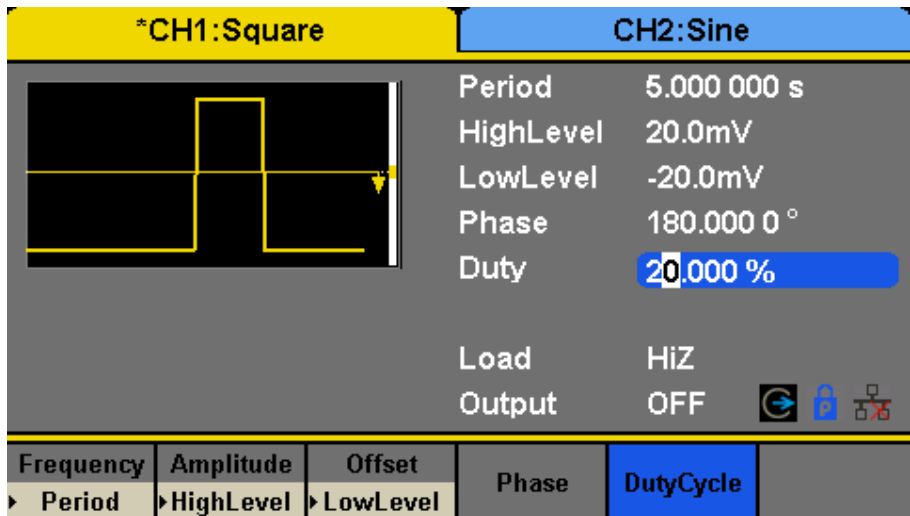 *CH1:Square CH2:Sine
Period 5.000 000 s
HighLevel 20.0mV
LowLevel -20.0mV
Phase 180.000 0 °
Duty 20.000 %
Load HiZ
Output OFF
Frequency Amplitude Offset Phase DutyCycle
Period HighLevel LowLevel